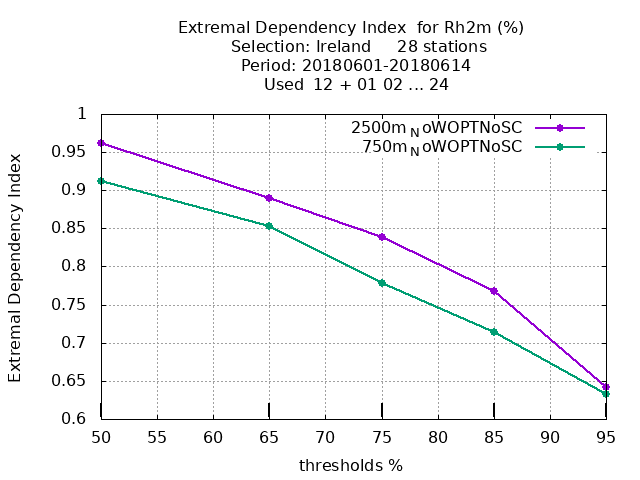 Extremal Dependency Index  for Rh2m (%)
Selection: Ireland     28 stations
Period: 20180601-20180614
Used  12 + 01 02 ... 24
2500m_NoWOPTNoSC
750m_NoWOPTNoSC
Extremal Dependency Index
1
0.95
0.9
0.85
0.8
0.75
0.7
0.65
0.6
50 55 60 65 70 75 80 85 90 95
thresholds %